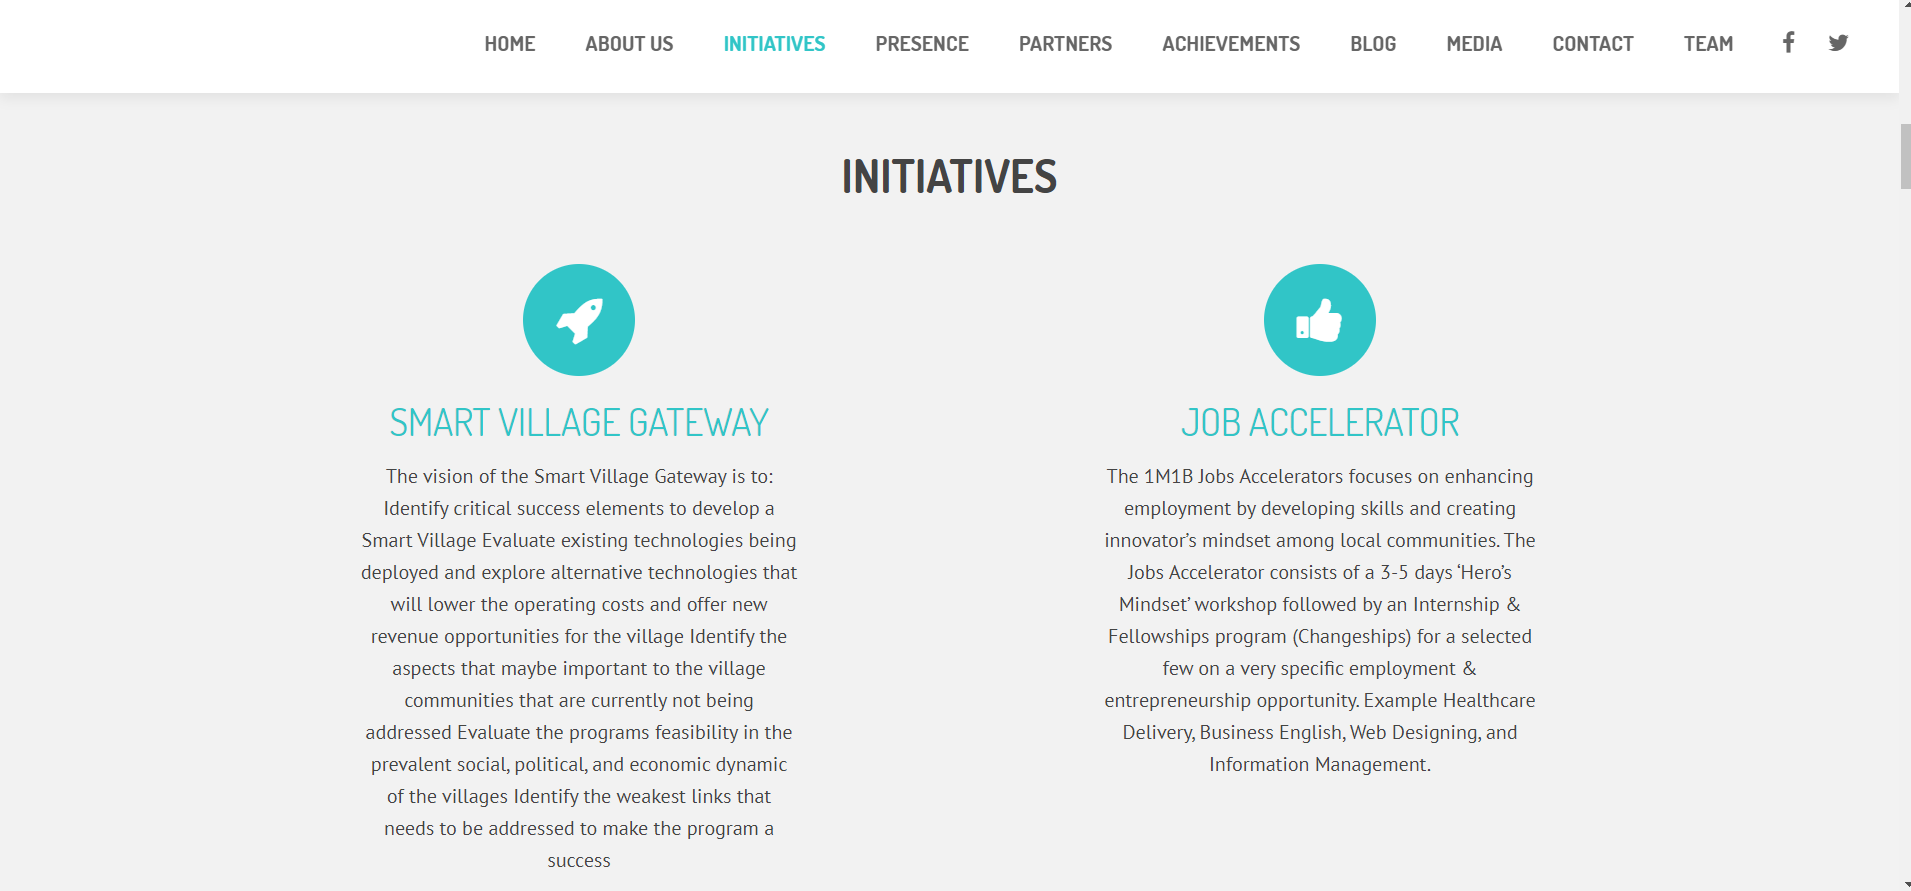 HOME ABOUT US INITIATIVES PRESENCE PARTNERS ACHIEVEMENTS BLOG MEDIA CONTACT TEAM
INITIATIVES
SMART VILLAGE GATEWAY
The vision of the Smart Village Gateway is to:
Identify critical success elements to develop a
Smart Village Evaluate existing technologies being
deployed and explore alternative technologies that
will lower the operating costs and offer new
revenue opportunities for the village Identify the
aspects that maybe important to the village
communities that are currently not being
addressed Evaluate the programs feasibility in the
prevalent social, political, and economic dynamic
of the villages Identify the weakest links that
needs to be addressed to make the program a
success
JOB ACCELERATOR
The 1M1B Jobs Accelerators focuses on enhancing
employment by developing skills and creating
innovator’s mindset among local communities. The
Jobs Accelerator consists of a 3-5 days ‘Hero’s
Mindset’ workshop followed by an Internship &
Fellowships program (Changeships) for a selected
few on a very specific employment &
entrepreneurship opportunity. Example Healthcare
Delivery, Business English, Web Designing, and
Information Management.